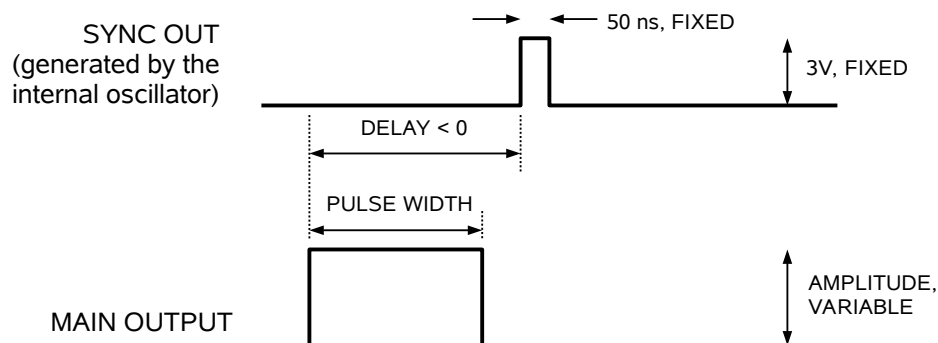 50 ns, FIXED
SYNC OUT
(generated by the
internal oscillator)
3V, FIXED
DELAY < 0
PULSE WIDTH
AMPLITUDE,
VARIABLE
MAIN OUTPUT